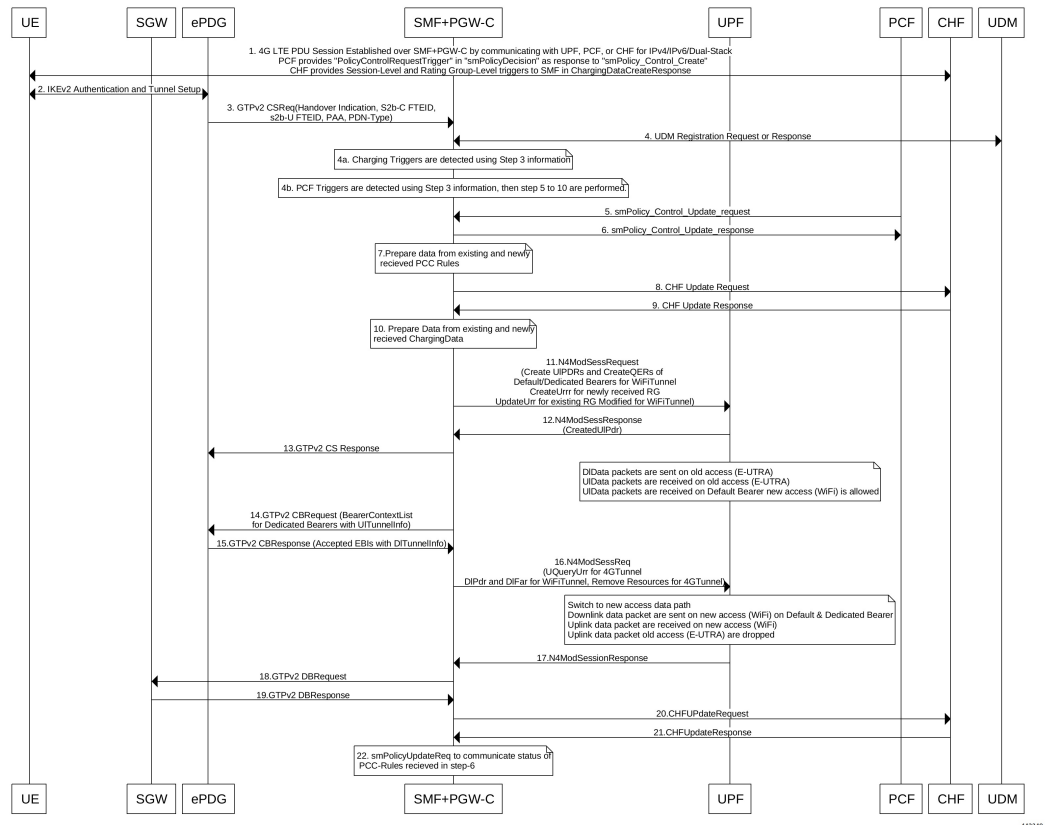 UE SGW ePDG SMF+PGW-C UPF PCF CHF UDM
1. 4G LTE PDU Session Established over SMF+PGW-C by communicating with UPF, PCF, or CHF for IPv4/IPv6/Dual-Stack
PCF provides "PolicyControlRequestTrigger" in "smPolicyDecision" as response to "smPolicy_Control_Create"
CHF provides Session-Level and Rating Group-Level triggers to SMF in ChargingDataCreateResponse
2. IKEv2 Authentication and Tunnel Setup
3. GTPv2 CSReq(Handover Indication, S2b-C FTEID,
s2b-U FTEID, PAA, PDN-Type)
4. UDM Registration Request or Response
4a. Charging Triggers are detected using Step 3 information
4b. PCF Triggers are detected using Step 3 information, then step 5 to 10 are performed.
5. smPolicy_Control_Update_request
6. smPolicy_Control_Update_response
7.Prepare data from existing and newly
recieved PCC Rules
8. CHF Update Request
9. CHF Update Response
10. Prepare Data from existing and newly
recieved ChargingData
11.N4ModSessRequest
(Create UlPDRs and CreateQERs of
Default/Dedicated Bearers for WiFiTunnel
CreateUrrr for newly received RG
UpdateUrr for existing RG Modified for WiFiTunnel)
12.N4ModSessResponse
(CreatedUlPdr)
13.GTPv2 CS Response
DlData packets are sent on old access (E-UTRA)
UlData packets are received on old access (E-UTRA)
UlData packets are received on Default Bearer new access (WiFi) is allowed
14.GTPv2 CBRequest (BearerContextList
for Dedicated Bearers with UlTunnelInfo)
15.GTPv2 CBResponse (Accepted EBIs with DlTunnelInfo)
16.N4ModSessReq
(UQueryUrr for 4GTunnel
DlPdr and DlFar for WiFiTunnel, Remove Resources for 4GTunnel)
Switch to new access data path
Downlink data packet are sent on new access (WiFi) on Default & Dedicated Bearer
Uplink data packet are received on new access (WiFi)
Uplink data packet old access (E-UTRA) are dropped
17.N4ModSessionResponse
18.GTPv2 DBRequest
19.GTPv2 DBResponse
20.CHFUPdateRequest
21.CHFUpdateResponse
22. smPolicyUpdateReq to communicate status of
PCC-Rules recieved in step-6
UE SGW ePDG SMF+PGW-C UPF PCF CHF UDM